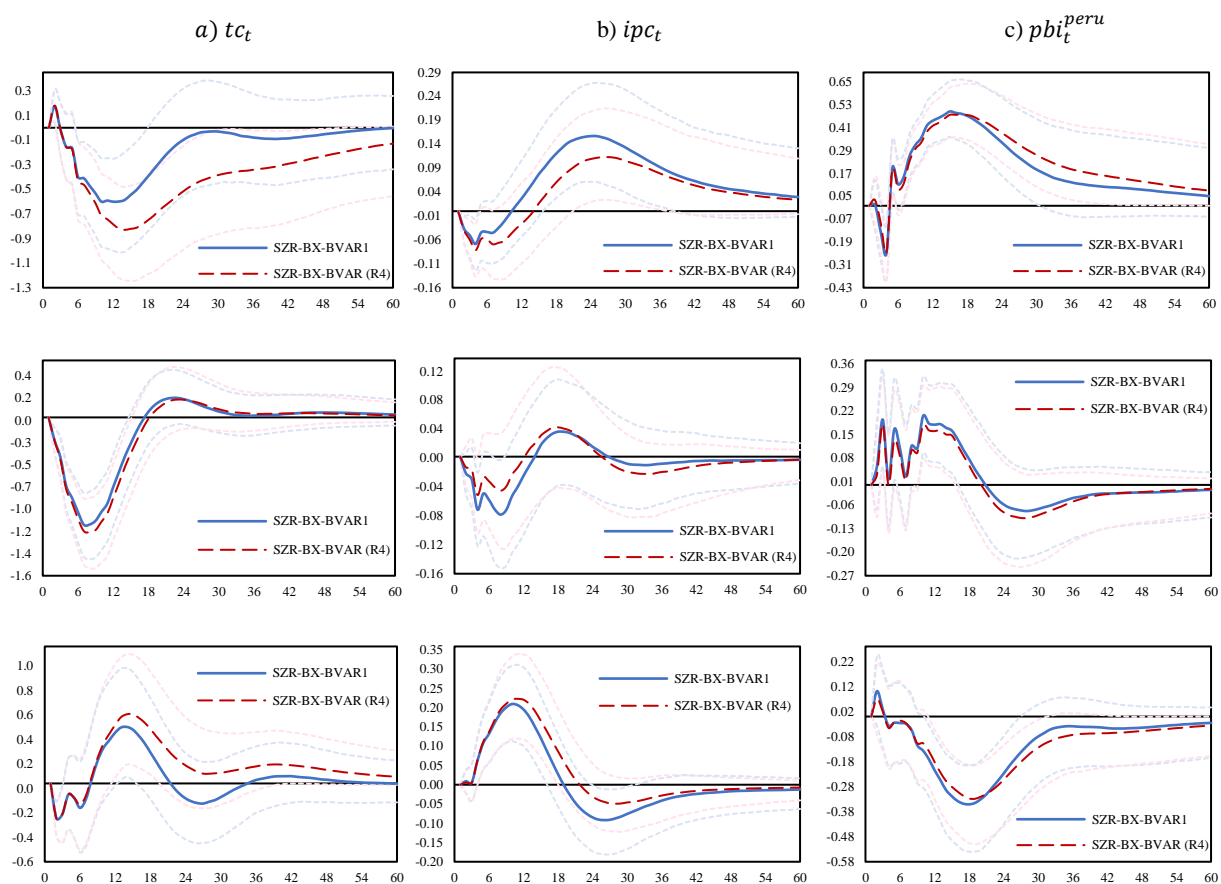 a) tc_t
b) ipc_t
c) pbi_t^peru
0.3
0.1
-0.1
-0.3
-0.5
-0.7
-0.9
-1.1
-1.3
SZR-BX-BVAR1
SZR-BX-BVAR (R4)
0 6 12 18 24 30 36 42 48 54 60
0.29
0.24
0.19
0.14
0.09
0.04
-0.01
-0.06
-0.11
-0.16
SZR-BX-BVAR1
SZR-BX-BVAR (R4)
0 6 12 18 24 30 36 42 48 54 60
0.65
0.53
0.41
0.29
0.17
0.05
-0.07
-0.19
-0.31
-0.43
SZR-BX-BVAR1
SZR-BX-BVAR (R4)
0 6 12 18 24 30 36 42 48 54 60
0.4
0.2
0.0
-0.3
-0.5
-0.7
-1.0
-1.2
-1.4
-1.6
SZR-BX-BVAR1
SZR-BX-BVAR (R4)
0 6 12 18 24 30 36 42 48 54 60
0.12
0.08
0.04
0.00
-0.04
-0.08
-0.12
-0.16
SZR-BX-BVAR1
SZR-BX-BVAR (R4)
0 6 12 18 24 30 36 42 48 54 60
0.36
0.29
0.22
0.15
0.08
0.01
-0.06
-0.13
-0.20
-0.27
SZR-BX-BVAR1
SZR-BX-BVAR (R4)
0 6 12 18 24 30 36 42 48 54 60
1.0
0.8
0.6
0.4
0.2
0.0
-0.2
-0.4
-0.6
SZR-BX-BVAR1
SZR-BX-BVAR (R4)
0 6 12 18 24 30 36 42 48 54 60
0.35
0.30
0.25
0.20
0.15
0.10
0.05
0.00
-0.05
-0.10
-0.15
-0.20
SZR-BX-BVAR1
SZR-BX-BVAR (R4)
0 6 12 18 24 30 36 42 48 54 60
0.22
0.12
0.02
-0.08
-0.18
-0.28
-0.38
-0.48
-0.58
SZR-BX-BVAR1
SZR-BX-BVAR (R4)
0 6 12 18 24 30 36 42 48 54 60